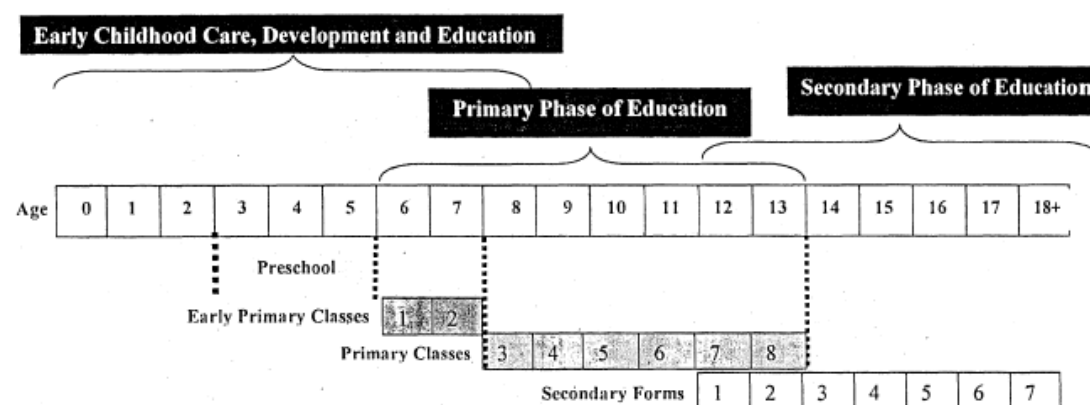 Early Childhood Care, Development and Education
Secondary Phase of Education
Primary Phase of Education
Age 0 1 2 3 4 5 6 7 8 9 10 11 12 13 14 15 16 17 18+
Preschool
Early Primary Classes 1 2
Primary Classes 3 4 5 6 7 8
Secondary Forms 1 2 3 4 5 6 7